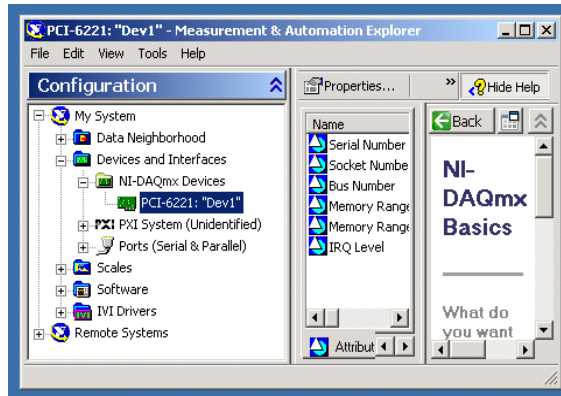 PCI-6221: "Dev1" - Measurement & Automation Explorer
File Edit View Tools Help
Configuration
My System
Data Neighborhood
Devices and Interfaces
NI-DAQmx Devices
PCI-6221: "Dev1"
PXI PXI System (Unidentified)
Ports (Serial & Parallel)
Scales
Software
IVI Drivers
Remote Systems
Properties...
» Hide Help
Name
Serial Number
Socket Numbe
Bus Number
Memory Range
Memory Range
IRQ Level
Attribut
Back
NI-
DAQmx
Basics
What do
you want